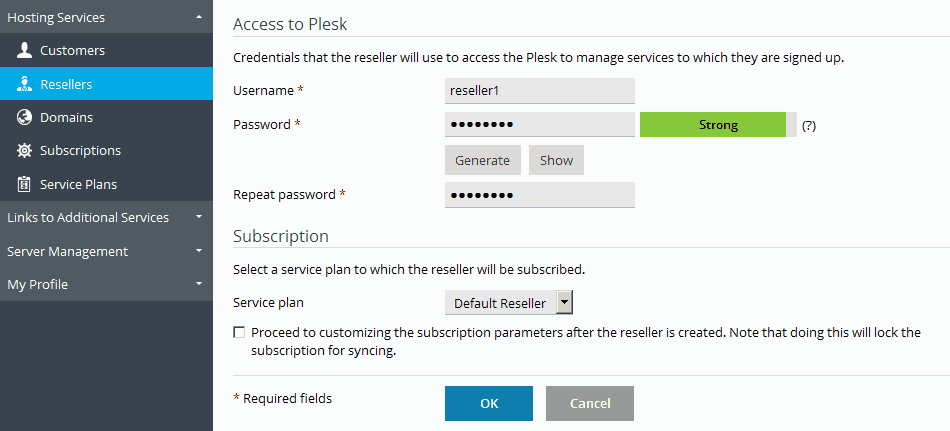 Hosting Services
Customers
Resellers
Domains
Subscriptions
Service Plans
Links to Additional Services
Server Management
My Profile
Access to Plesk
Credentials that the reseller will use to access the Plesk to manage services to which they are signed up.
Username *
reseller1
Password *
••••••••
Strong
(?)
Generate
Show
Repeat password *
••••••••
Subscription
Select a service plan to which the reseller will be subscribed.
Service plan
Default Reseller
Proceed to customizing the subscription parameters after the reseller is created. Note that doing this will lock the
subscription for syncing.
* Required fields
OK
Cancel